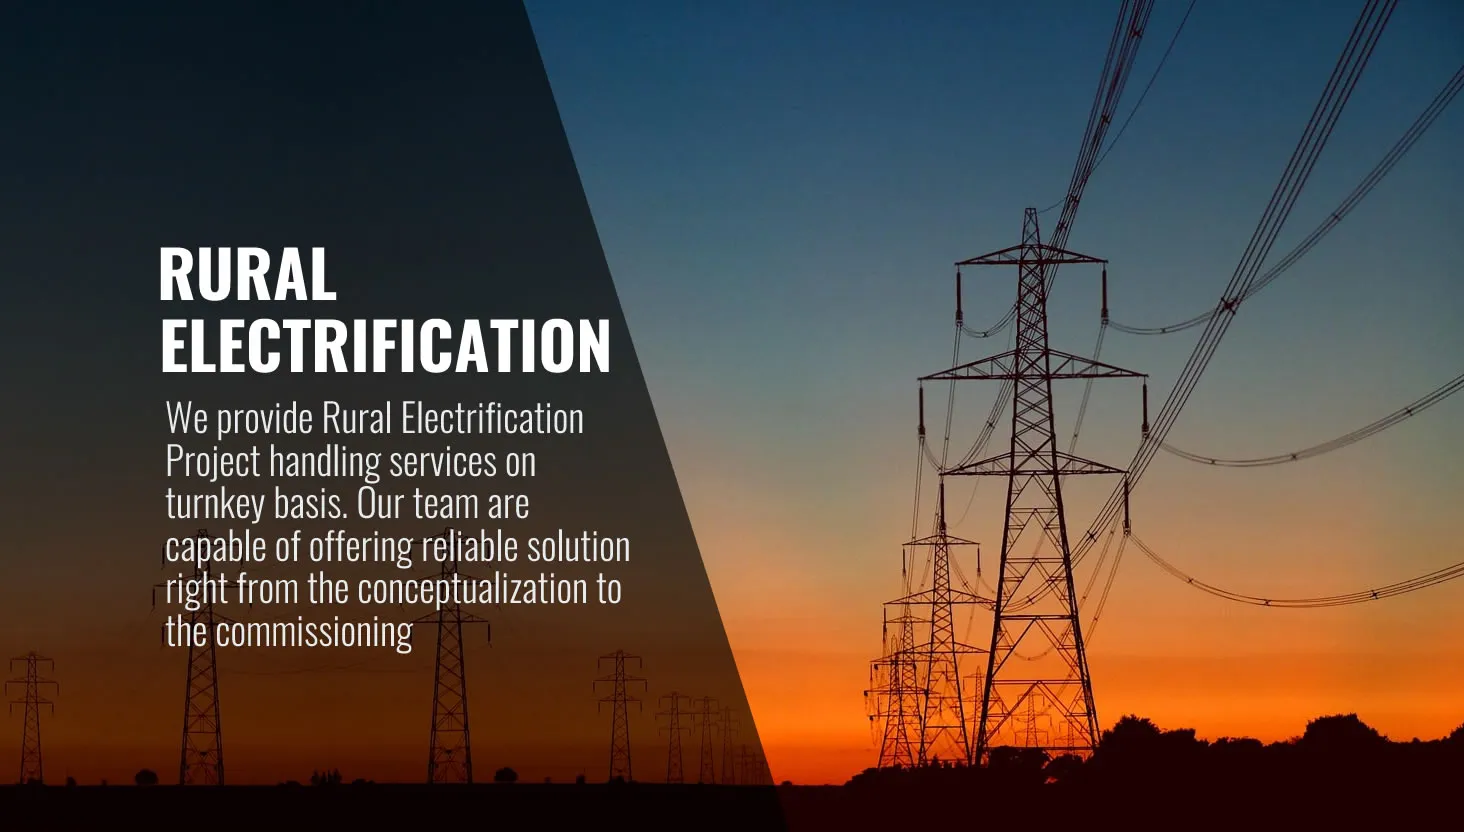 RURAL
ELECTRIFICATION
We provide Rural Electrification
Project handling services on
turnkey basis. Our team are
capable of offering reliable solution
right from the conceptualization to
the commissioning